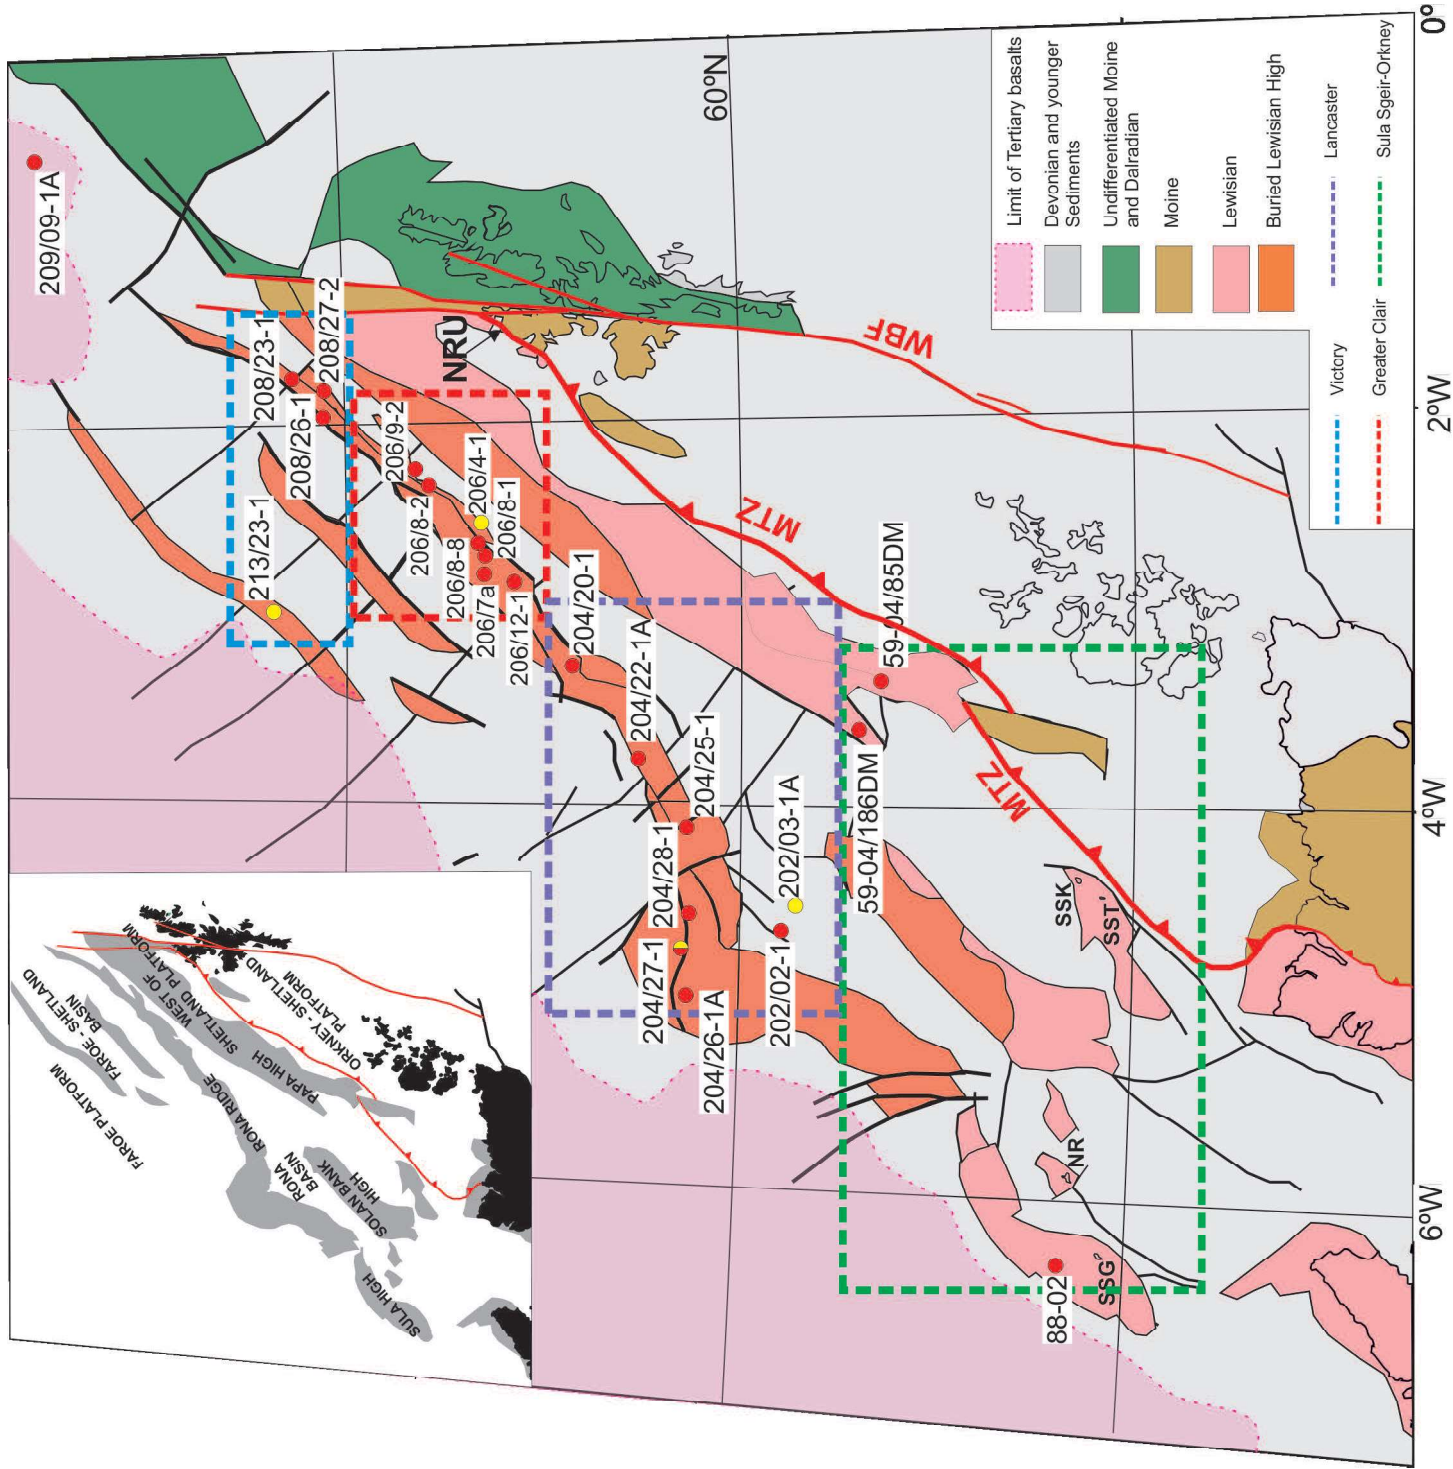 0º
2ºW
4ºW
6ºW
60ºN
209/09-1A
208/23-1
208/27-2
208/26-1
213/23-1
206/9-2
206/8-2
206/4-1
206/8-1
206/8-8
206/7a
206/12-1
204/20-1
204/22-1A
204/25-1
204/28-1
204/27-1
204/26-1A
202/03-1A
202/02-1
59-04/85DM
59-04/186DM
88-02
NRU
WBF
MTZ
MTZ
SSK
SST
NR
SSG
Limit of Tertiary basalts
Devonian and younger
Sediments
Undifferentiated Moine
and Dalradian
Moine
Lewisian
Buried Lewisian High
Victory
Lancaster
Greater Clair
Sula Sgeir-Orkney
FAROE PLATFORM
FAROE - SHETLAND
BASIN
WEST OF
SHETLAND PLATFORM
ORKNEY - SHETLAND
PLATFORM
PAPA HIGH
RONA RIDGE
RONA
BASIN
SOLAN BANK
HIGH
SULA HIGH